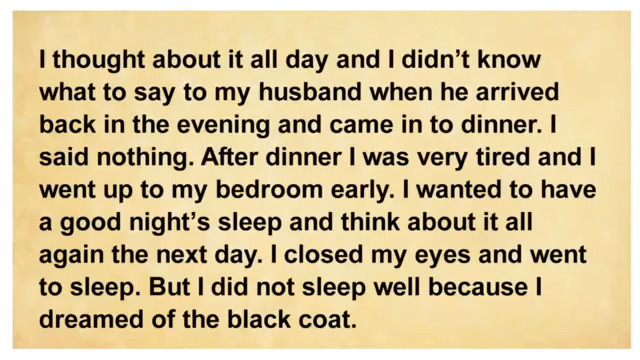 I thought about it all day and I didn’t know
what to say to my husband when he arrived
back in the evening and came in to dinner. I
said nothing. After dinner I was very tired and I
went up to my bedroom early. I wanted to have
a good night’s sleep and think about it all
again the next day. I closed my eyes and went
to sleep. But I did not sleep well because I
dreamed of the black coat.